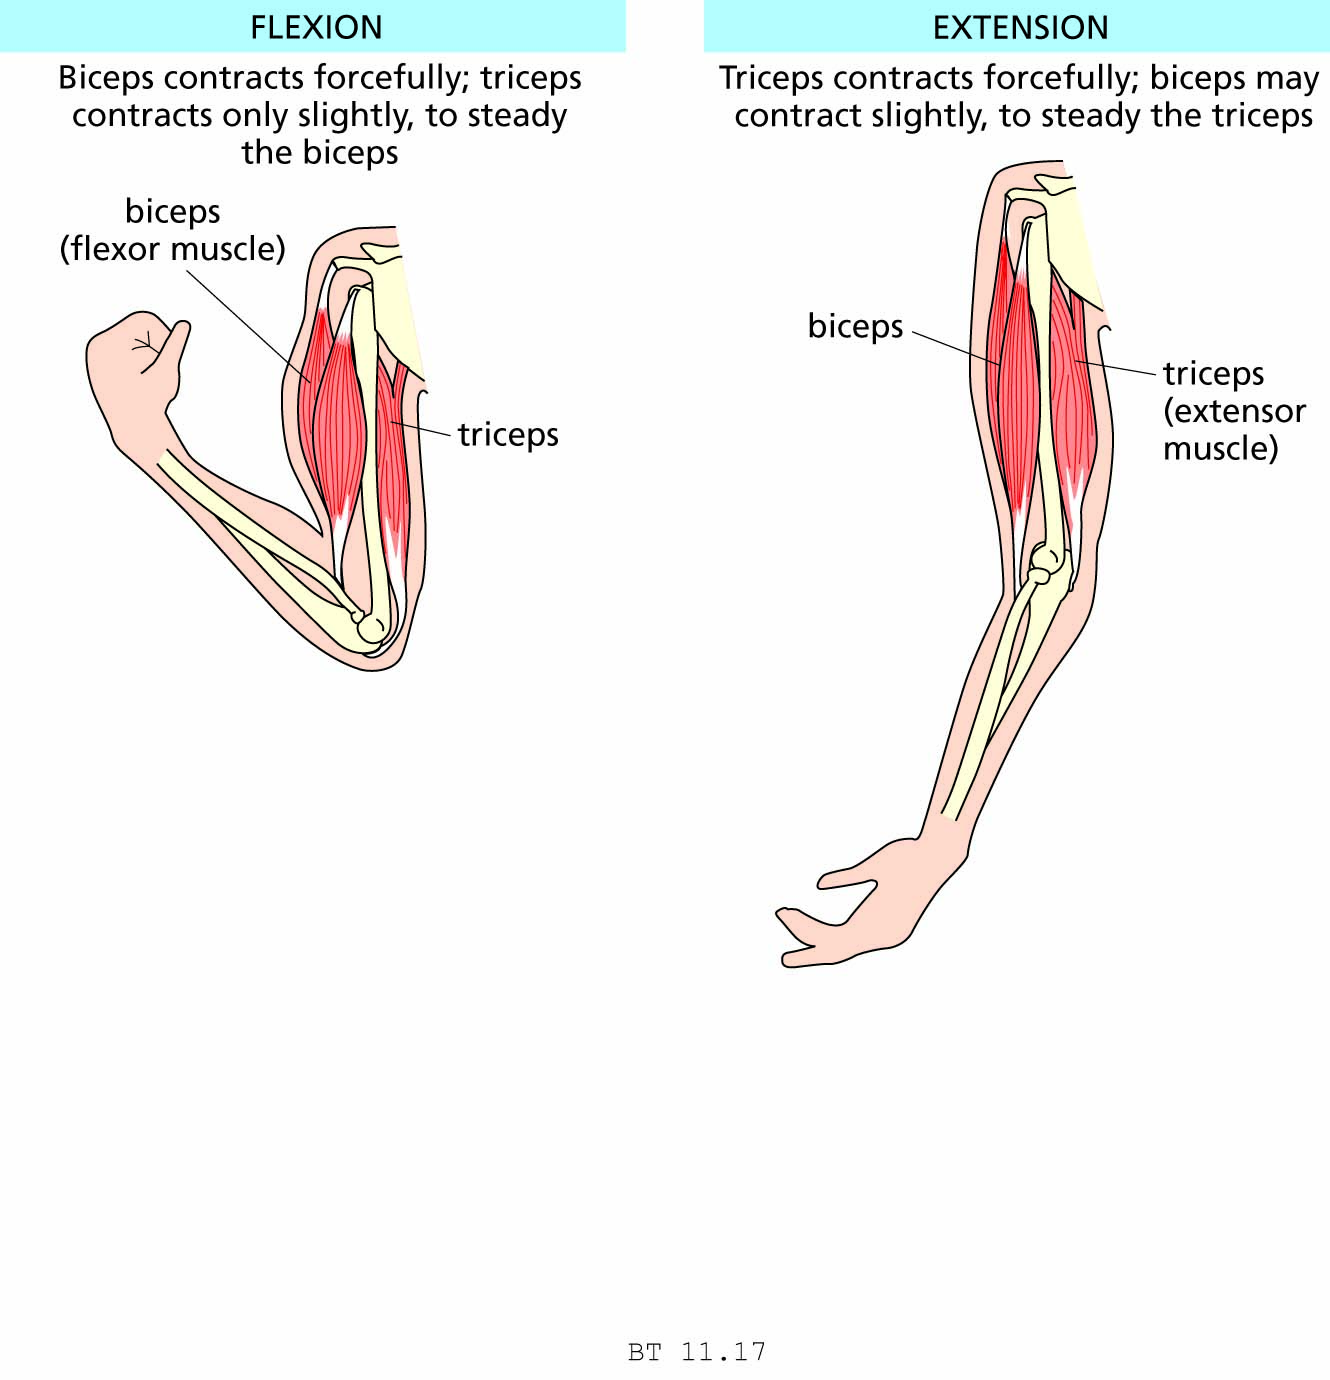 FLEXION
Biceps contracts forcefully; triceps
contracts only slightly, to steady
the biceps
biceps
(flexor muscle)
triceps
EXTENSION
Triceps contracts forcefully; biceps may
contract slightly, to steady the triceps
biceps
triceps
(extensor
muscle)
BT 11.17